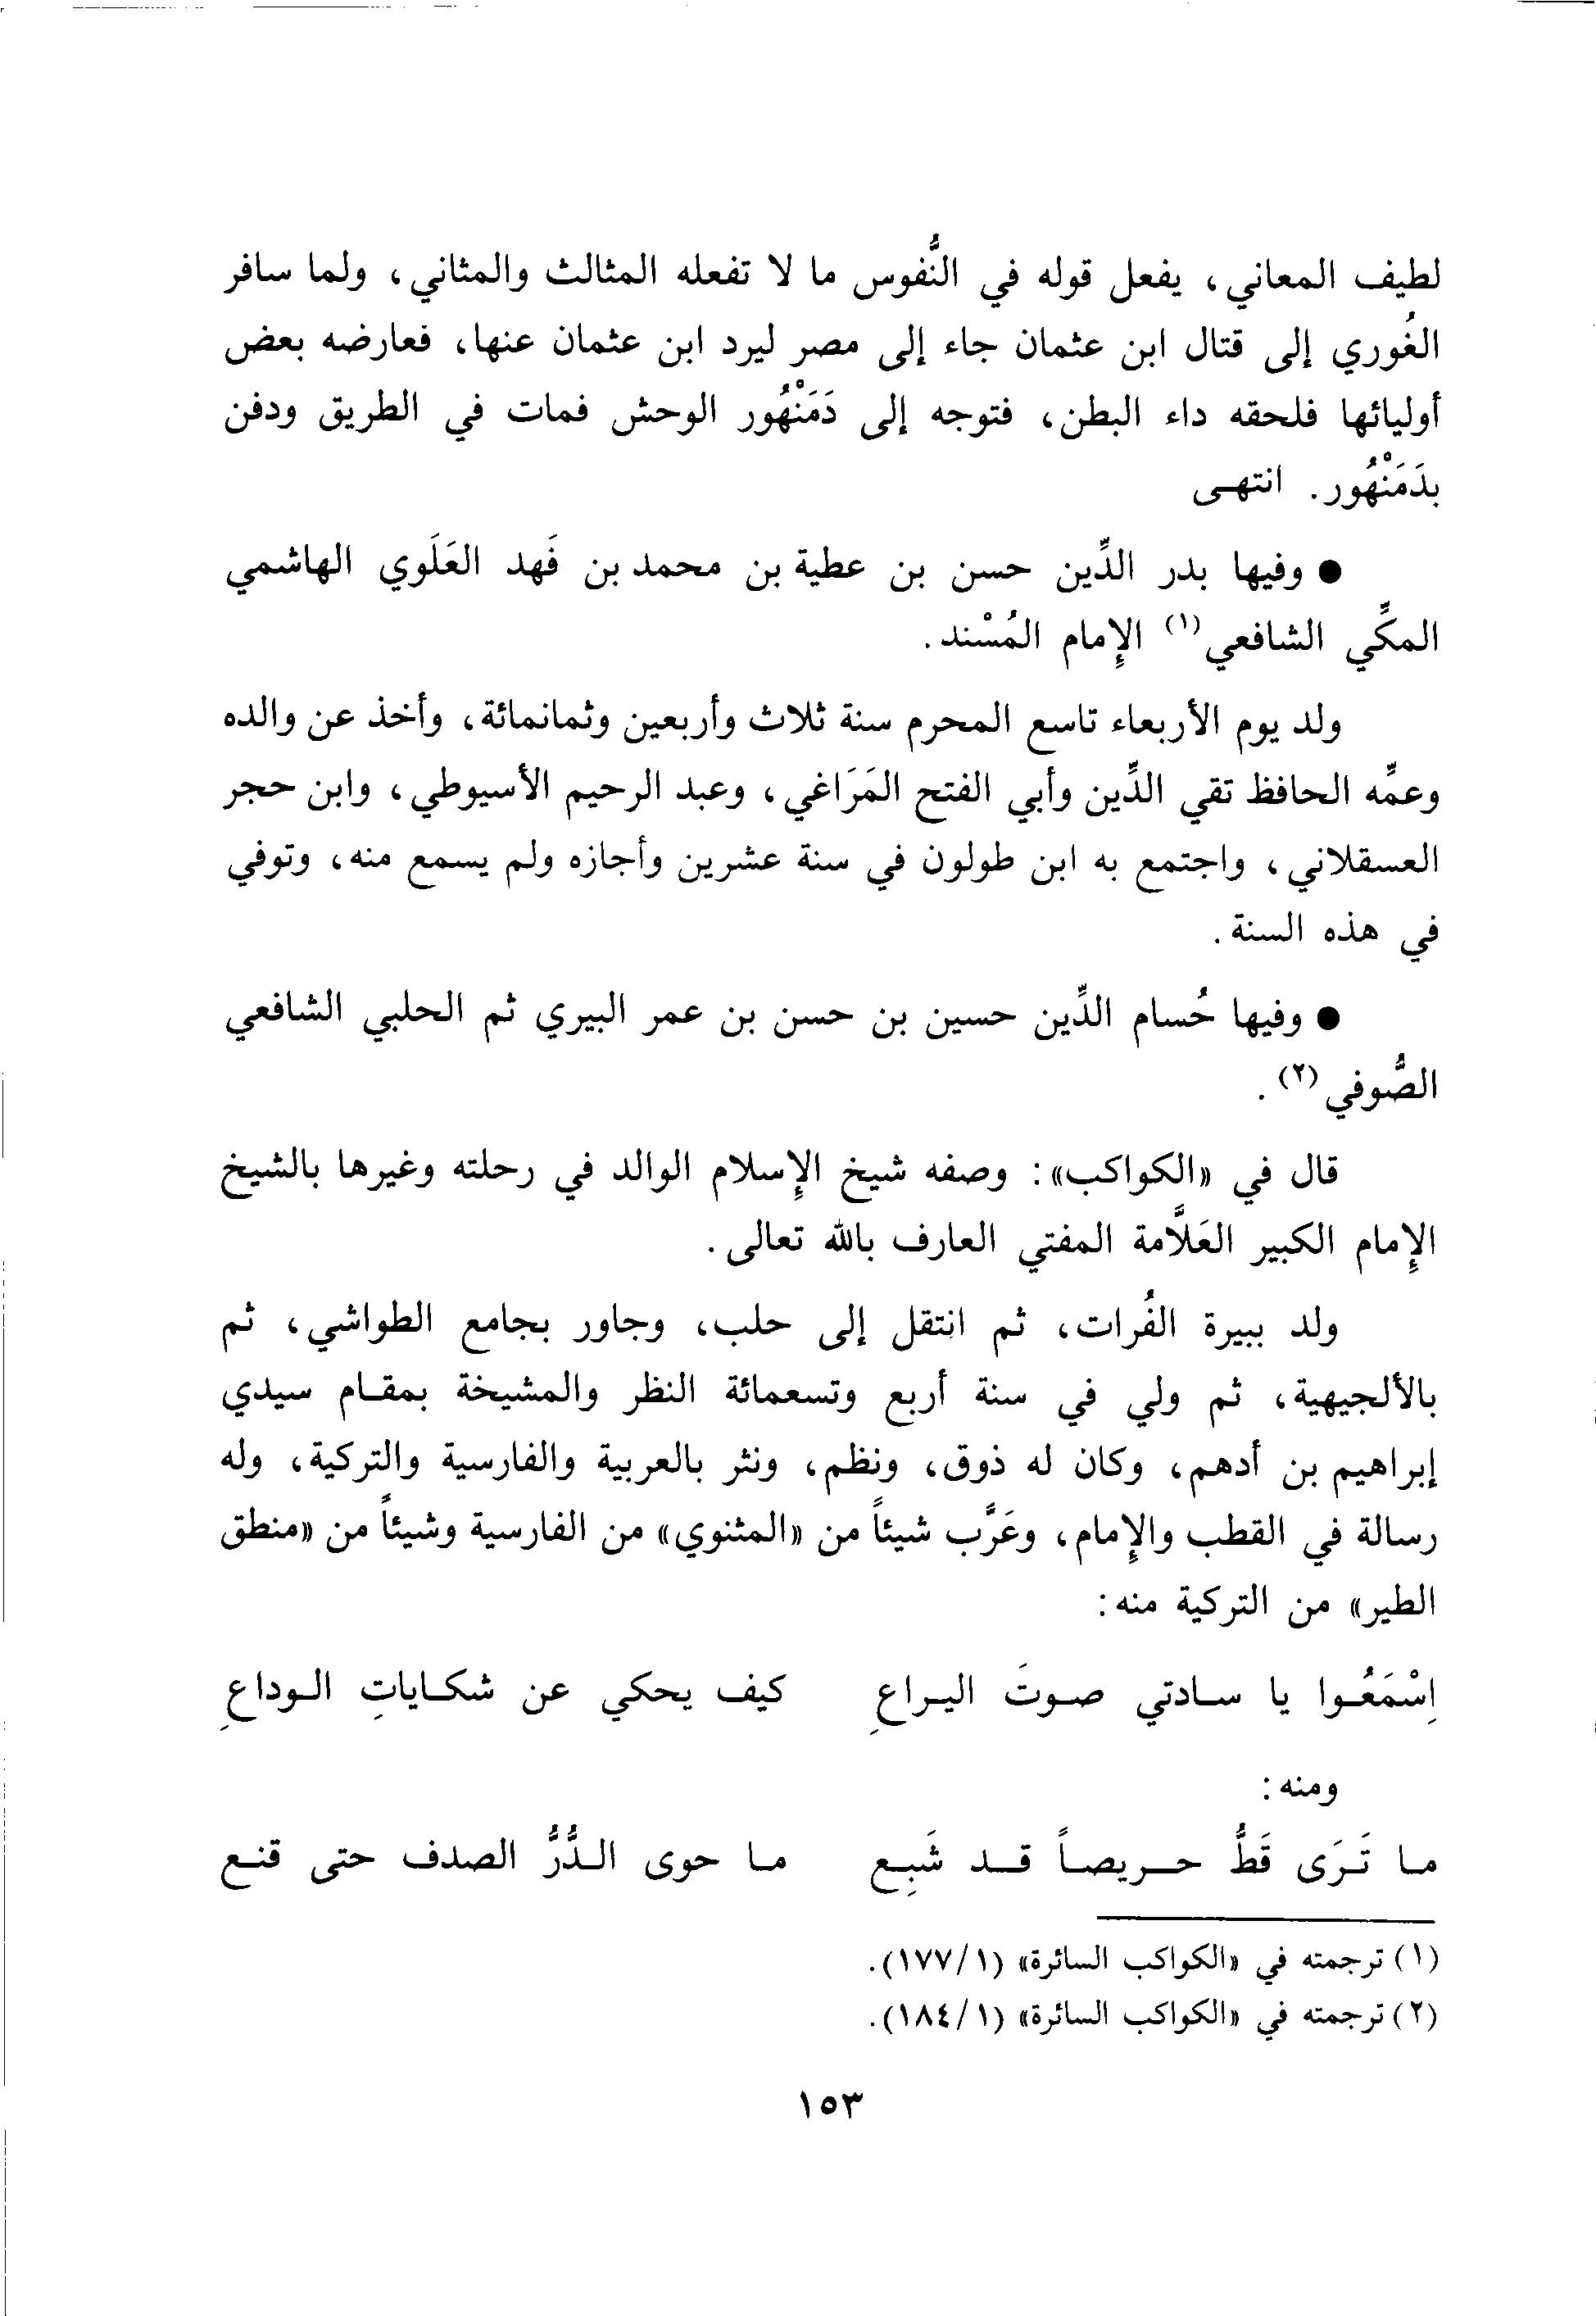 لطيف المعاني، يفعل قوله في النُّفوس ما لا تفعله المثالث والمثاني، ولما سافر
الغُوري إلى قتال ابن عثمان جاء إلى مصر ليرد ابن عثمان عنها، فعارضه بعض
أوليائها فلحقه داء البطن، فتوجه إلى دَمَنْهُور الوحش فمات في الطريق ودفن
بدَمَنْهُور. انتهى
● وفيها بدر الدِّين حسن بن عطية بن محمد بن فَهد العَلَوي الهاشمي
المكِّي الشافعي (١) الإِمام المُسْند.
ولد يوم الأربعاء تاسع المحرم سنة ثلاث وأربعين وثمانمائة، وأخذ عن والده
وعمِّه الحافظ تقي الدِّين وأبي الفتح المَرَاغي، وعبد الرحيم الأسيوطي، وابن حجر
العسقلاني، واجتمع به ابن طولون في سنة عشرين وأجازه ولم يسمع منه، وتوفي
في هذه السنة.
● وفيها حُسام الدِّين حسين بن حسن بن عمر البيري ثم الحلبي الشافعي
الصُّوفي (٢).
قال في «الكواكب»: وصفه شيخ الإِسلام الوالد في رحلته وغيرها بالشيخ
الإِمام الكبير العَلَّامة المفتي العارف بالله تعالى.
ولد ببيرة الفُرات، ثم انتقل إلى حلب، وجاور بجامع الطواشي، ثم
بالألجيهية، ثم ولي في سنة أربع وتسعمائة النظر والمشيخة بمقام سيدي
إبراهيم بن أدهم، وكان له ذوق، ونظم، ونثر بالعربية والفارسية والتركية، وله
رسالة في القطب والإِمام، وعَرَّب شيئاً من «المثنوي» من الفارسية وشيئاً من «منطق
الطير» من التركية منه:
اِسْمَعُوا يا سادتي صوتَ اليراعِ كيف يحكي عن شكاياتِ الوداعِ
ومنه:
ما تَرَى قَطُّ حريصاً قد شَبِع ما حوى الدُّرُّ الصدف حتى قنع
(١) ترجمته في «الكواكب السائرة» (١/١٧٧).
(٢) ترجمته في «الكواكب السائرة» (١/١٨٤).
١٥٣